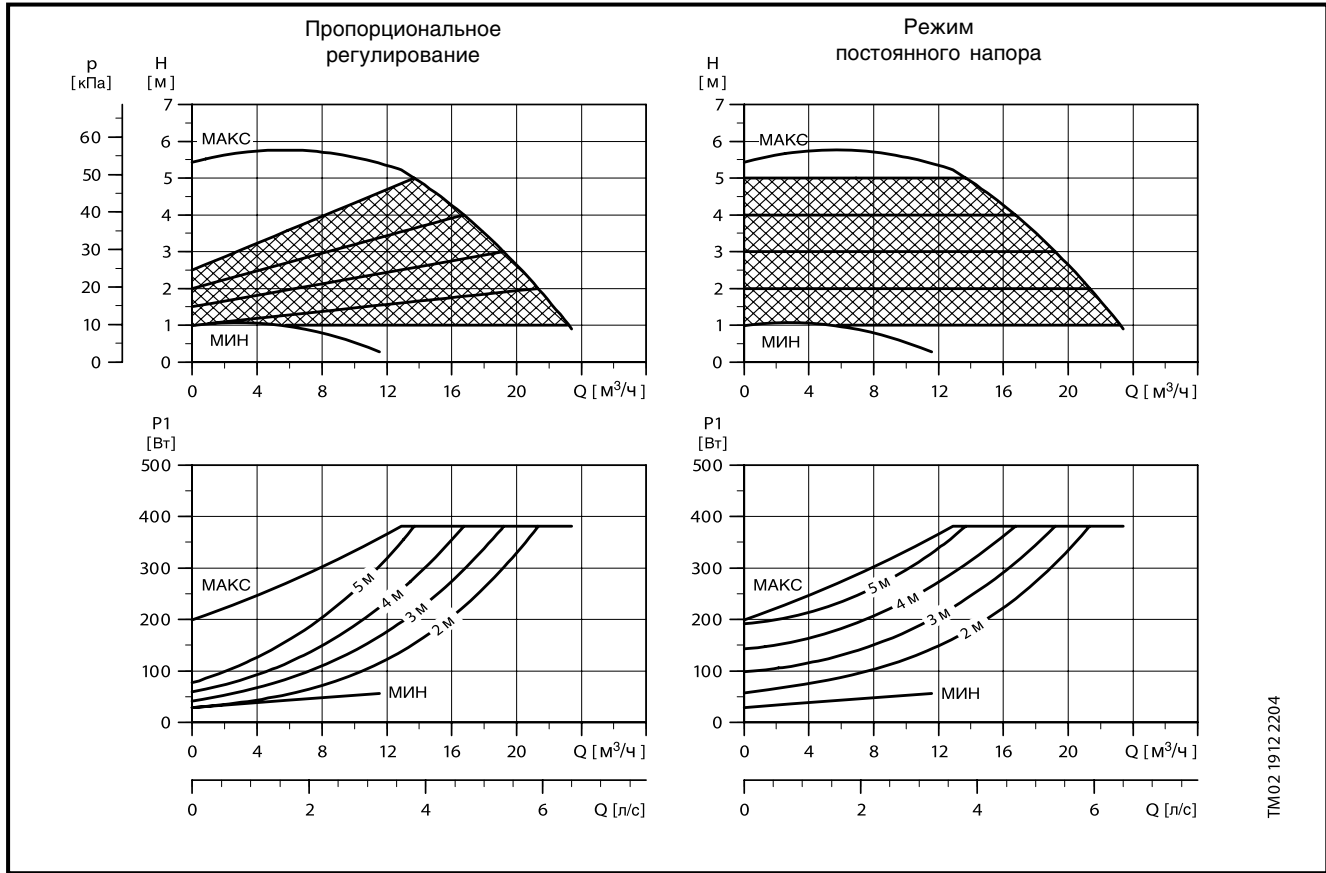 Пропорциональное
регулирование
Режим
постоянного напора
p
[кПа]
H
[м]
H
[м]
7
6
5
4
3
2
1
0
60
50
40
30
20
10
0
МАКС
МИН
0 4 8 12 16 20 Q [м³/ч]
7
6
5
4
3
2
1
0
МАКС
МИН
0 4 8 12 16 20 Q [м³/ч]
P1
[Вт]
500
400
300
200
100
0
МАКС
5 м
4 м
3 м
2 м
МИН
0 4 8 12 16 20 Q [м³/ч]
0 2 4 6 Q [л/с]
P1
[Вт]
500
400
300
200
100
0
МАКС
5 м
4 м
3 м
2 м
МИН
0 4 8 12 16 20 Q [м³/ч]
0 2 4 6 Q [л/с]
TM02 1912 2204